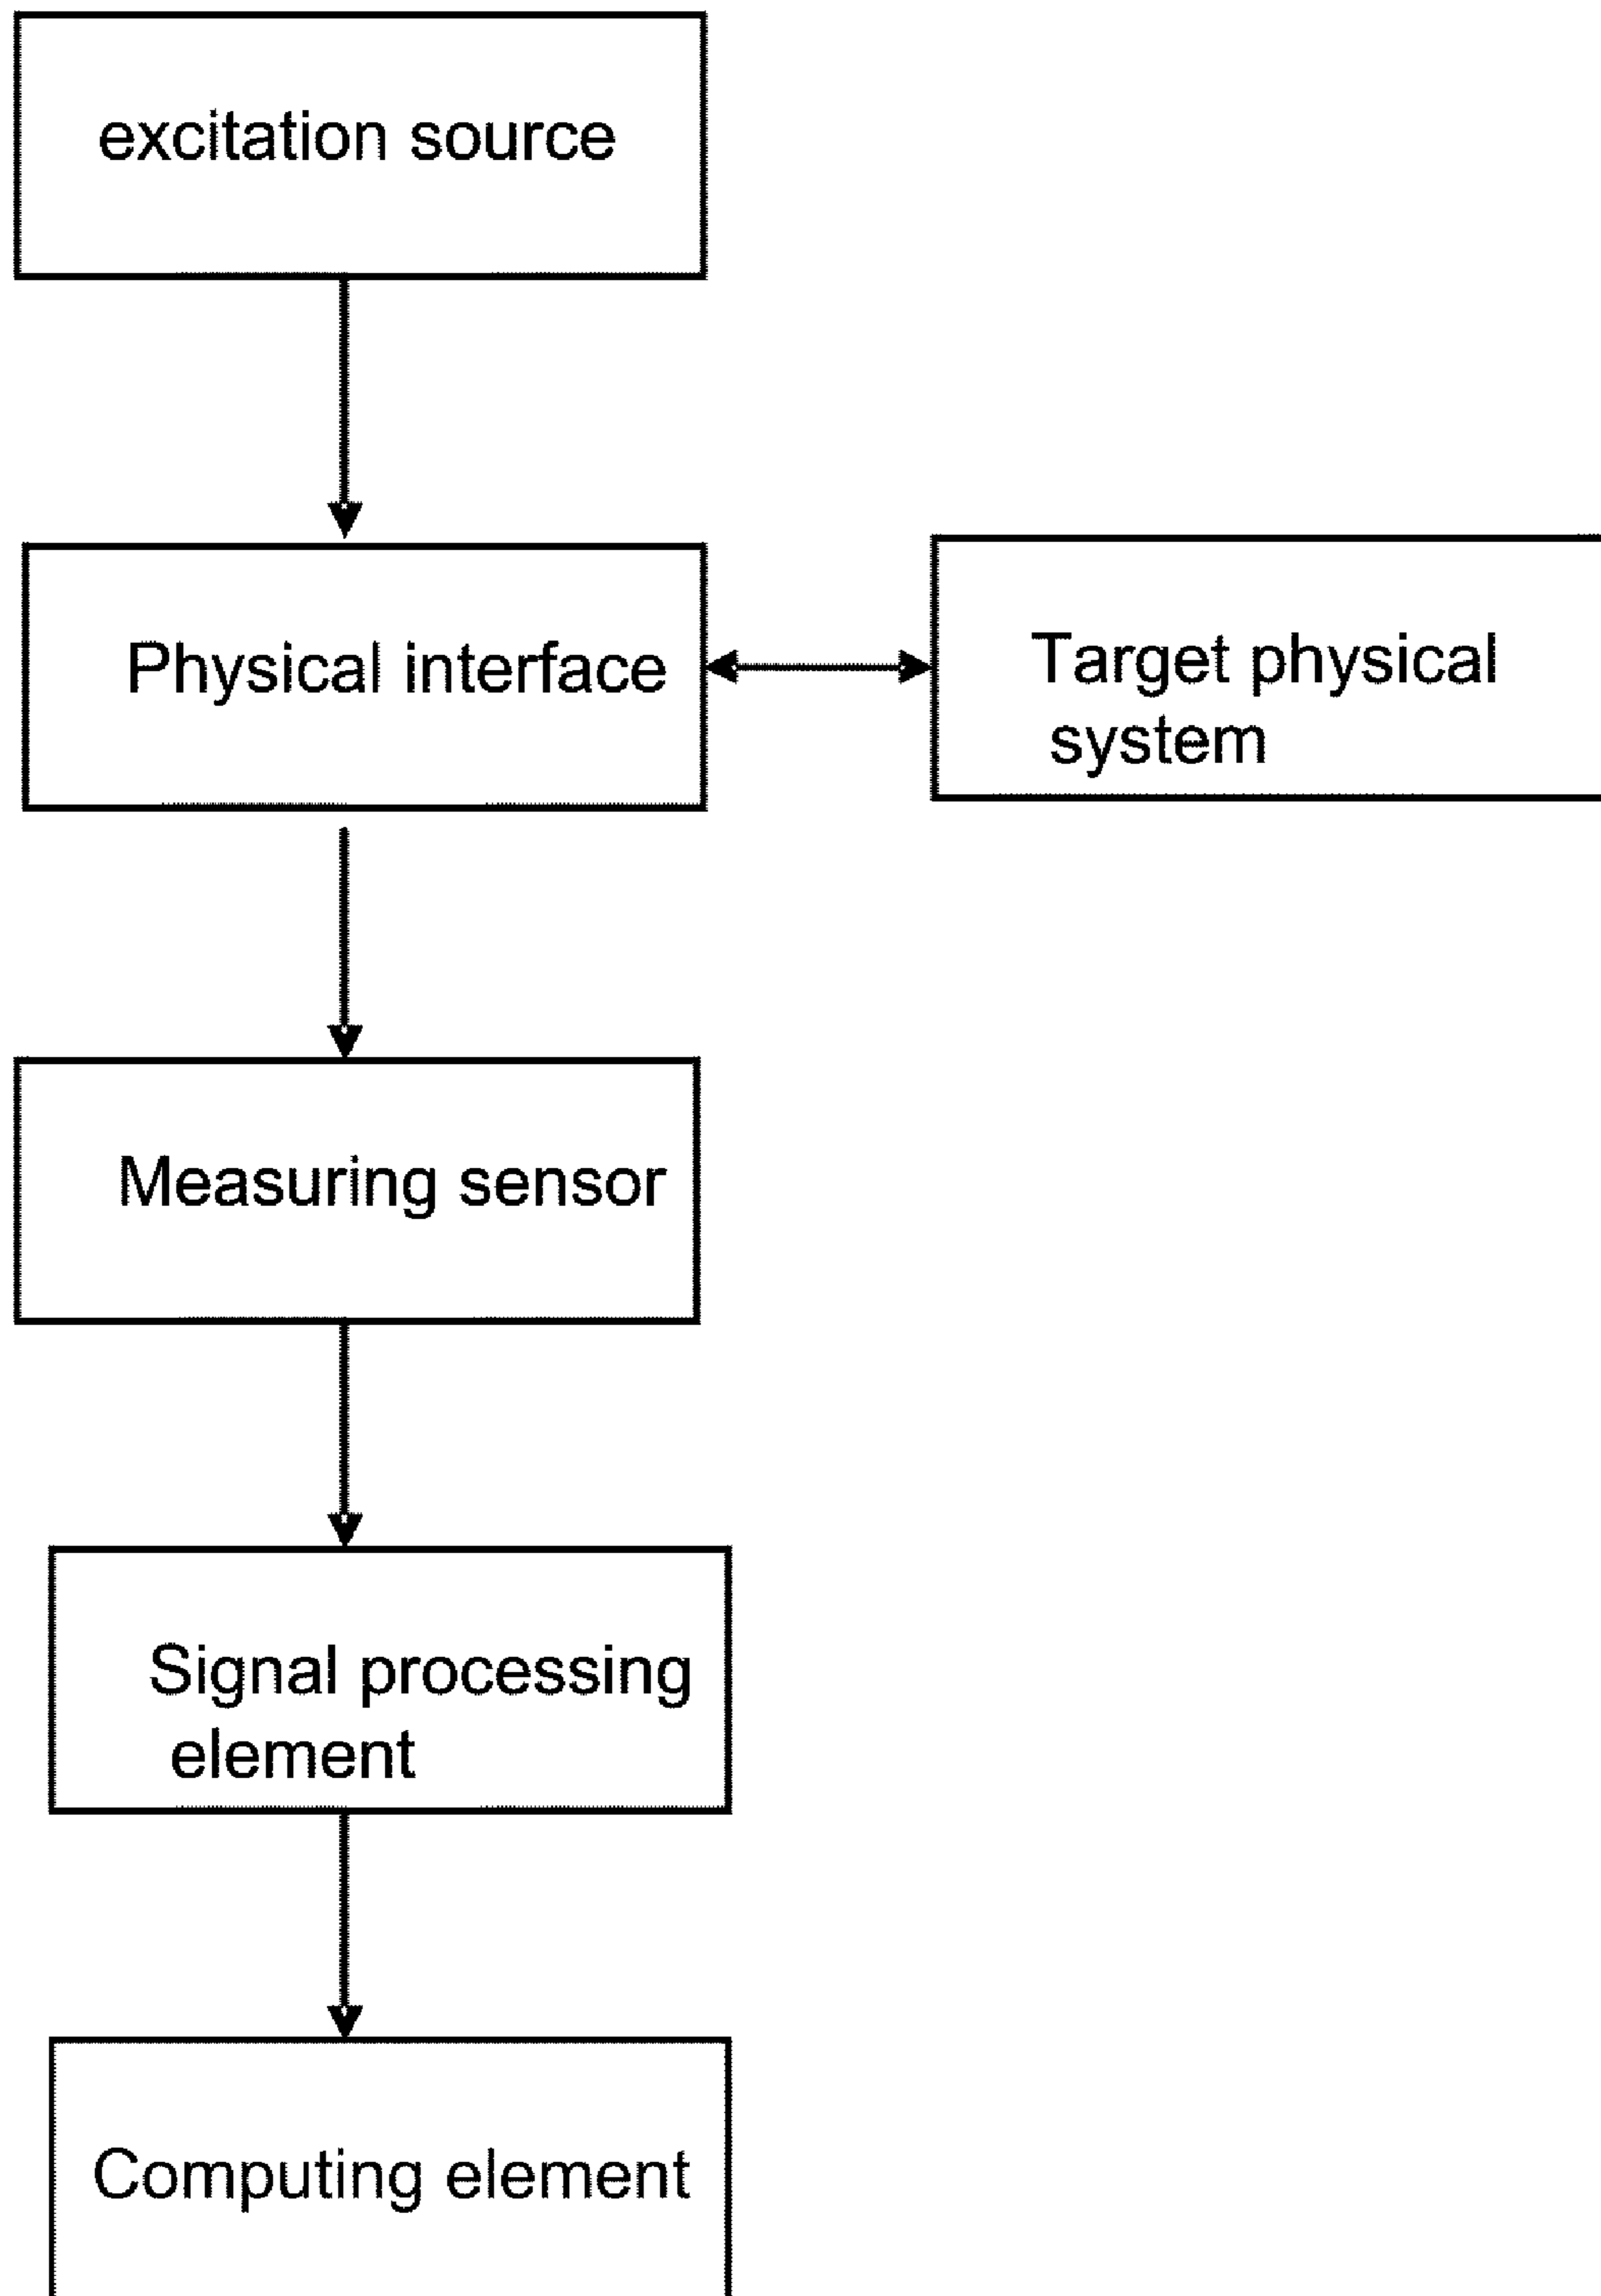 excitation source
Physical interface
Target physical
system
Measuring sensor
Signal processing
element
Computing element